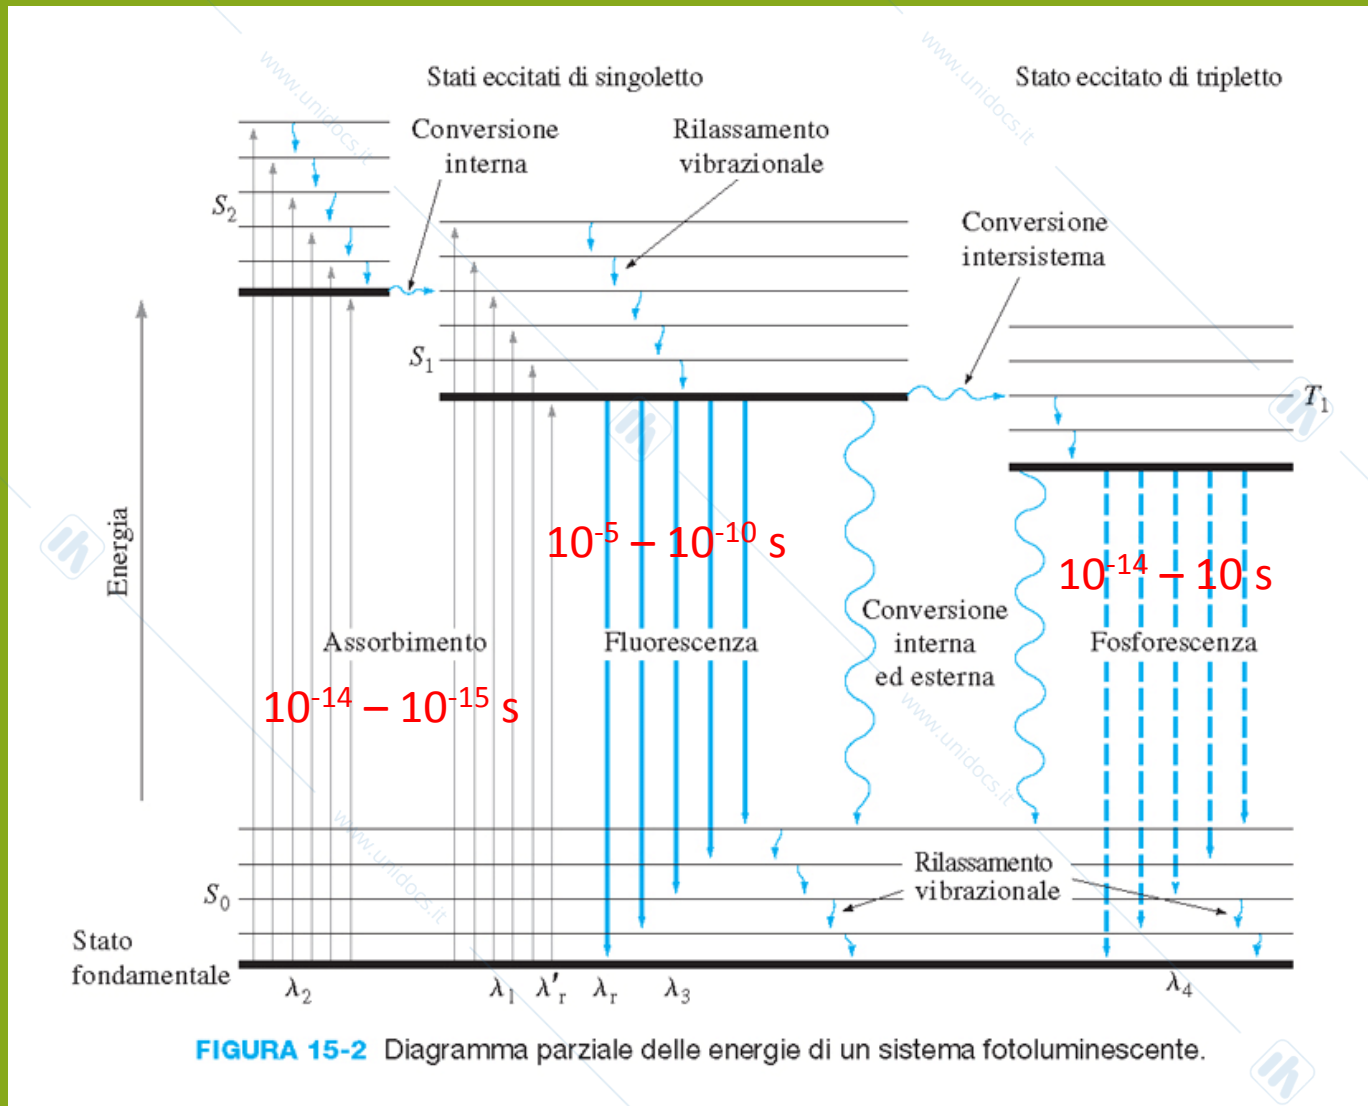 Stati eccitati di singoletto
Stato eccitato di tripletto
Conversione
interna
Rilassamento
vibrazionale
S₂
Conversione
intersistema
S₁
T₁
Energia
10⁻⁵ – 10⁻¹⁰ s
10⁻¹⁴ – 10 s
Assorbimento
Fluorescenza
Conversione
interna
ed esterna
Fosforescenza
10⁻¹⁴ – 10⁻¹⁵ s
Rilassamento
vibrazionale
S₀
Stato
fondamentale
λ₂
λ₁
λ′r
λr
λ₃
λ₄
FIGURA 15-2 Diagramma parziale delle energie di un sistema fotoluminescente.
www.unidocs.it
www.unidocs.it
www.unidocs.it
www.unidocs.it